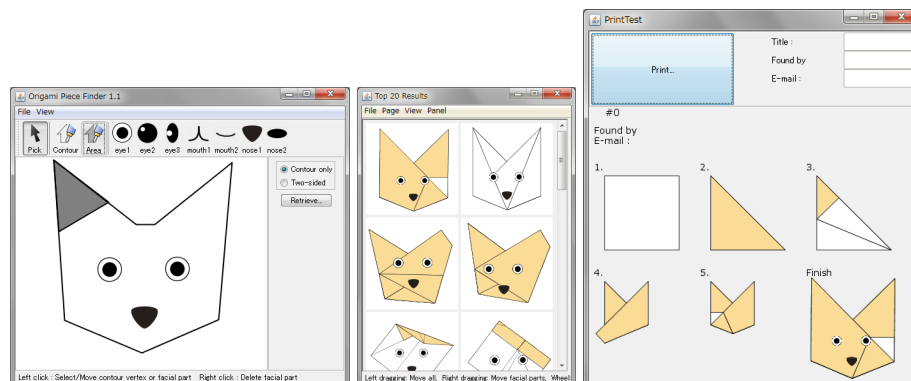 Origami Piece Finder 1.1
File View
Pick Contour Area eye1 eye2 eye3 mouth1 mouth2 nose1 nose2
Contour only
Two-sided
Retrieve...
Left click : Select/Move contour vertex or facial part Right click : Delete facial part
Top 20 Results
File Page View Panel
Left dragging: Move all, Right dragging: Move facial parts, Wheel
PrintTest
Print...
Title :
Found by
E-mail :
#0
Found by
E-mail :
1. 2. 3.
4. 5. Finish